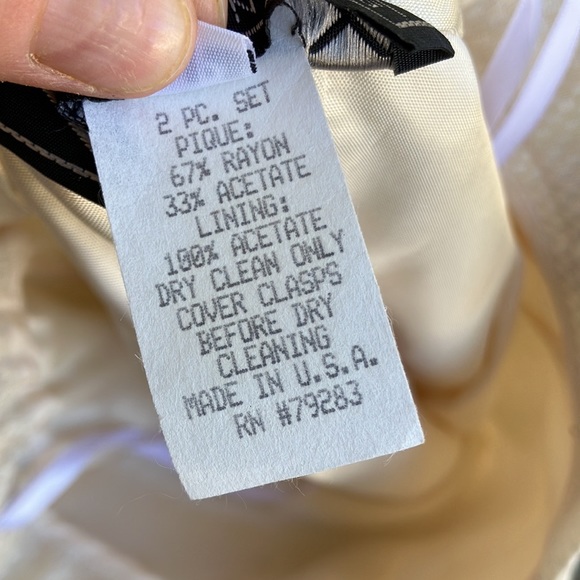 2 PC. SET
PIQUE:
67% RAYON
33% ACETATE
LINING:
100% ACETATE
DRY CLEAN ONLY
COVER CLASPS
BEFORE DRY
CLEANING
MADE IN U.S.A.
RN #79283